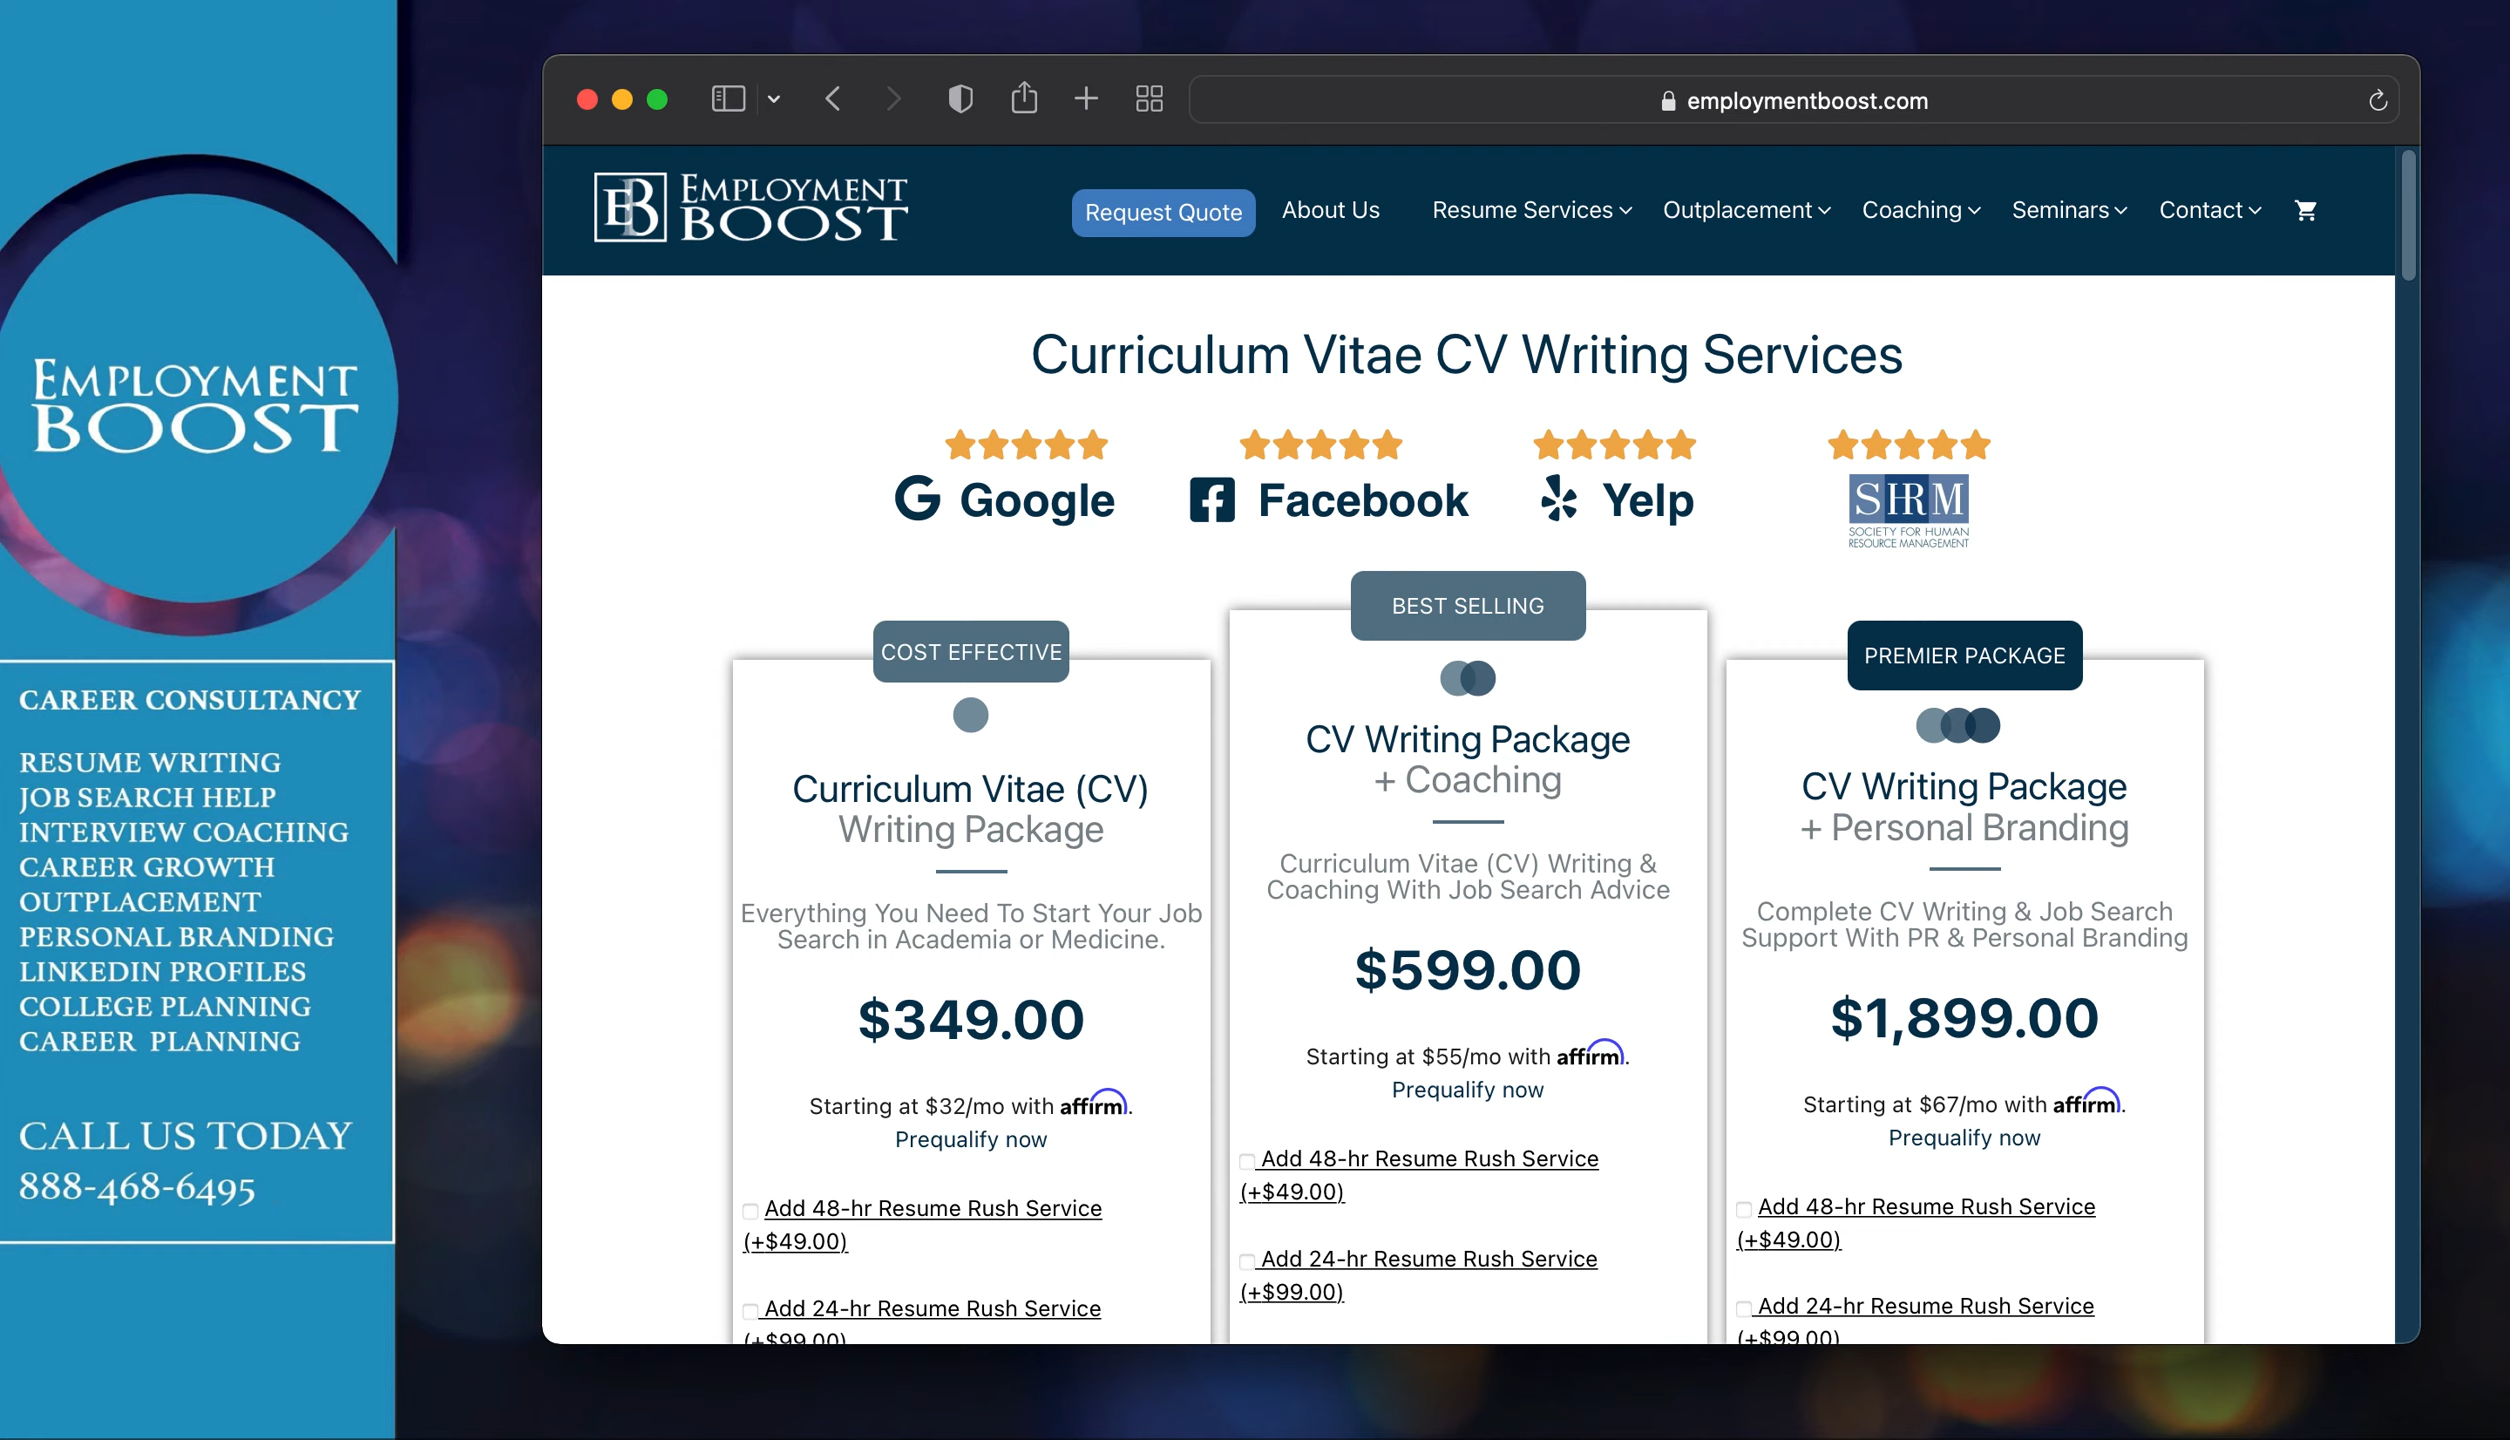 EMPLOYMENT
BOOST
CAREER CONSULTANCY
RESUME WRITING
JOB SEARCH HELP
INTERVIEW COACHING
CAREER GROWTH
OUTPLACEMENT
PERSONAL BRANDING
LINKEDIN PROFILES
COLLEGE PLANNING
CAREER PLANNING
CALL US TODAY
888-468-6495
employmentboost.com
EB EMPLOYMENT
BOOST
Request Quote About Us Resume Services Outplacement Coaching Seminars Contact
Curriculum Vitae CV Writing Services
G Google Facebook Yelp SHRM
SOCIETY FOR HUMAN
RESOURCE MANAGEMENT
COST EFFECTIVE
Curriculum Vitae (CV)
Writing Package
Everything You Need To Start Your Job
Search in Academia or Medicine.
$349.00
Starting at $32/mo with affirm.
Prequalify now
Add 48-hr Resume Rush Service
(+$49.00)
Add 24-hr Resume Rush Service
(+$99.00)
BEST SELLING
CV Writing Package
+ Coaching
Curriculum Vitae (CV) Writing &
Coaching With Job Search Advice
$599.00
Starting at $55/mo with affirm.
Prequalify now
Add 48-hr Resume Rush Service
(+$49.00)
Add 24-hr Resume Rush Service
(+$99.00)
PREMIER PACKAGE
CV Writing Package
+ Personal Branding
Complete CV Writing & Job Search
Support With PR & Personal Branding
$1,899.00
Starting at $67/mo with affirm.
Prequalify now
Add 48-hr Resume Rush Service
(+$49.00)
Add 24-hr Resume Rush Service
(+$99.00)